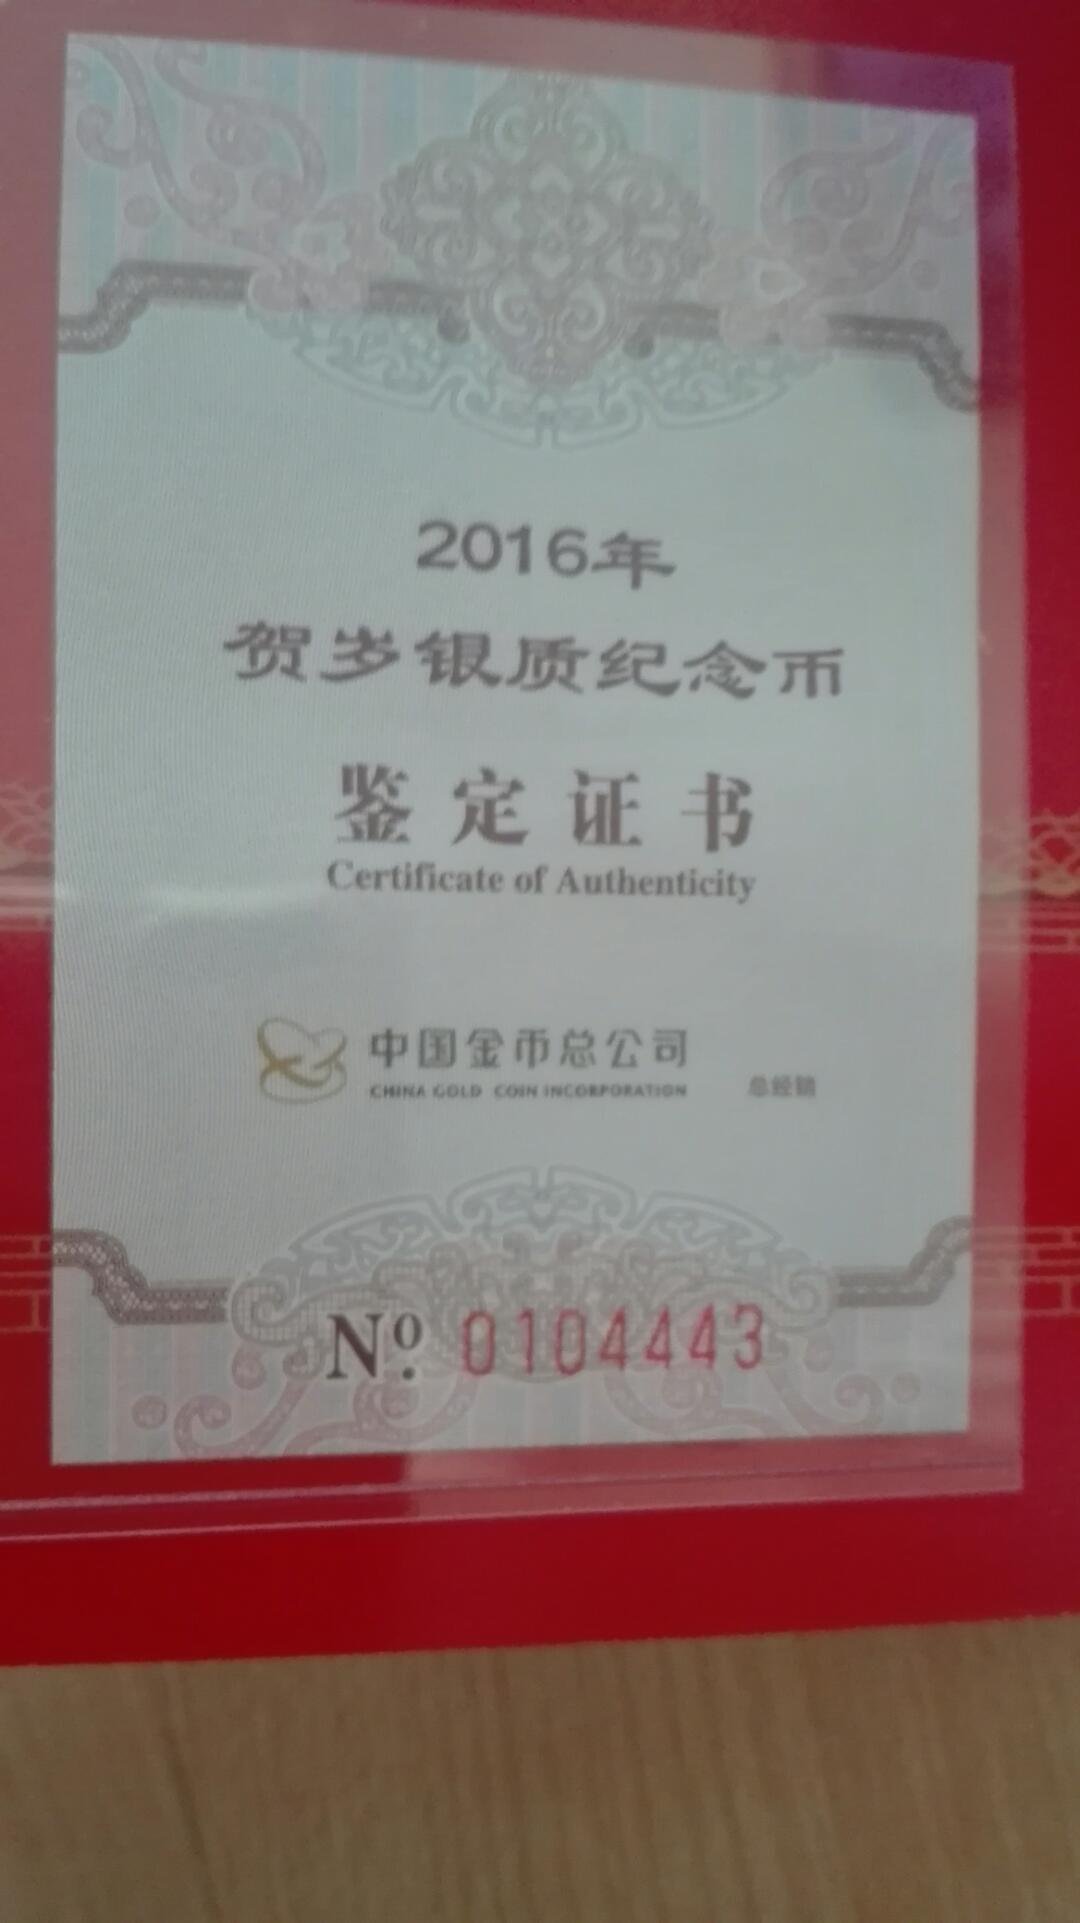 2016年
贺岁银质纪念币
鉴定证书
Certificate of Authenticity
中国金币总公司
CHINA GOLD COIN INCORPORATION
总经销
Nº. 0104443